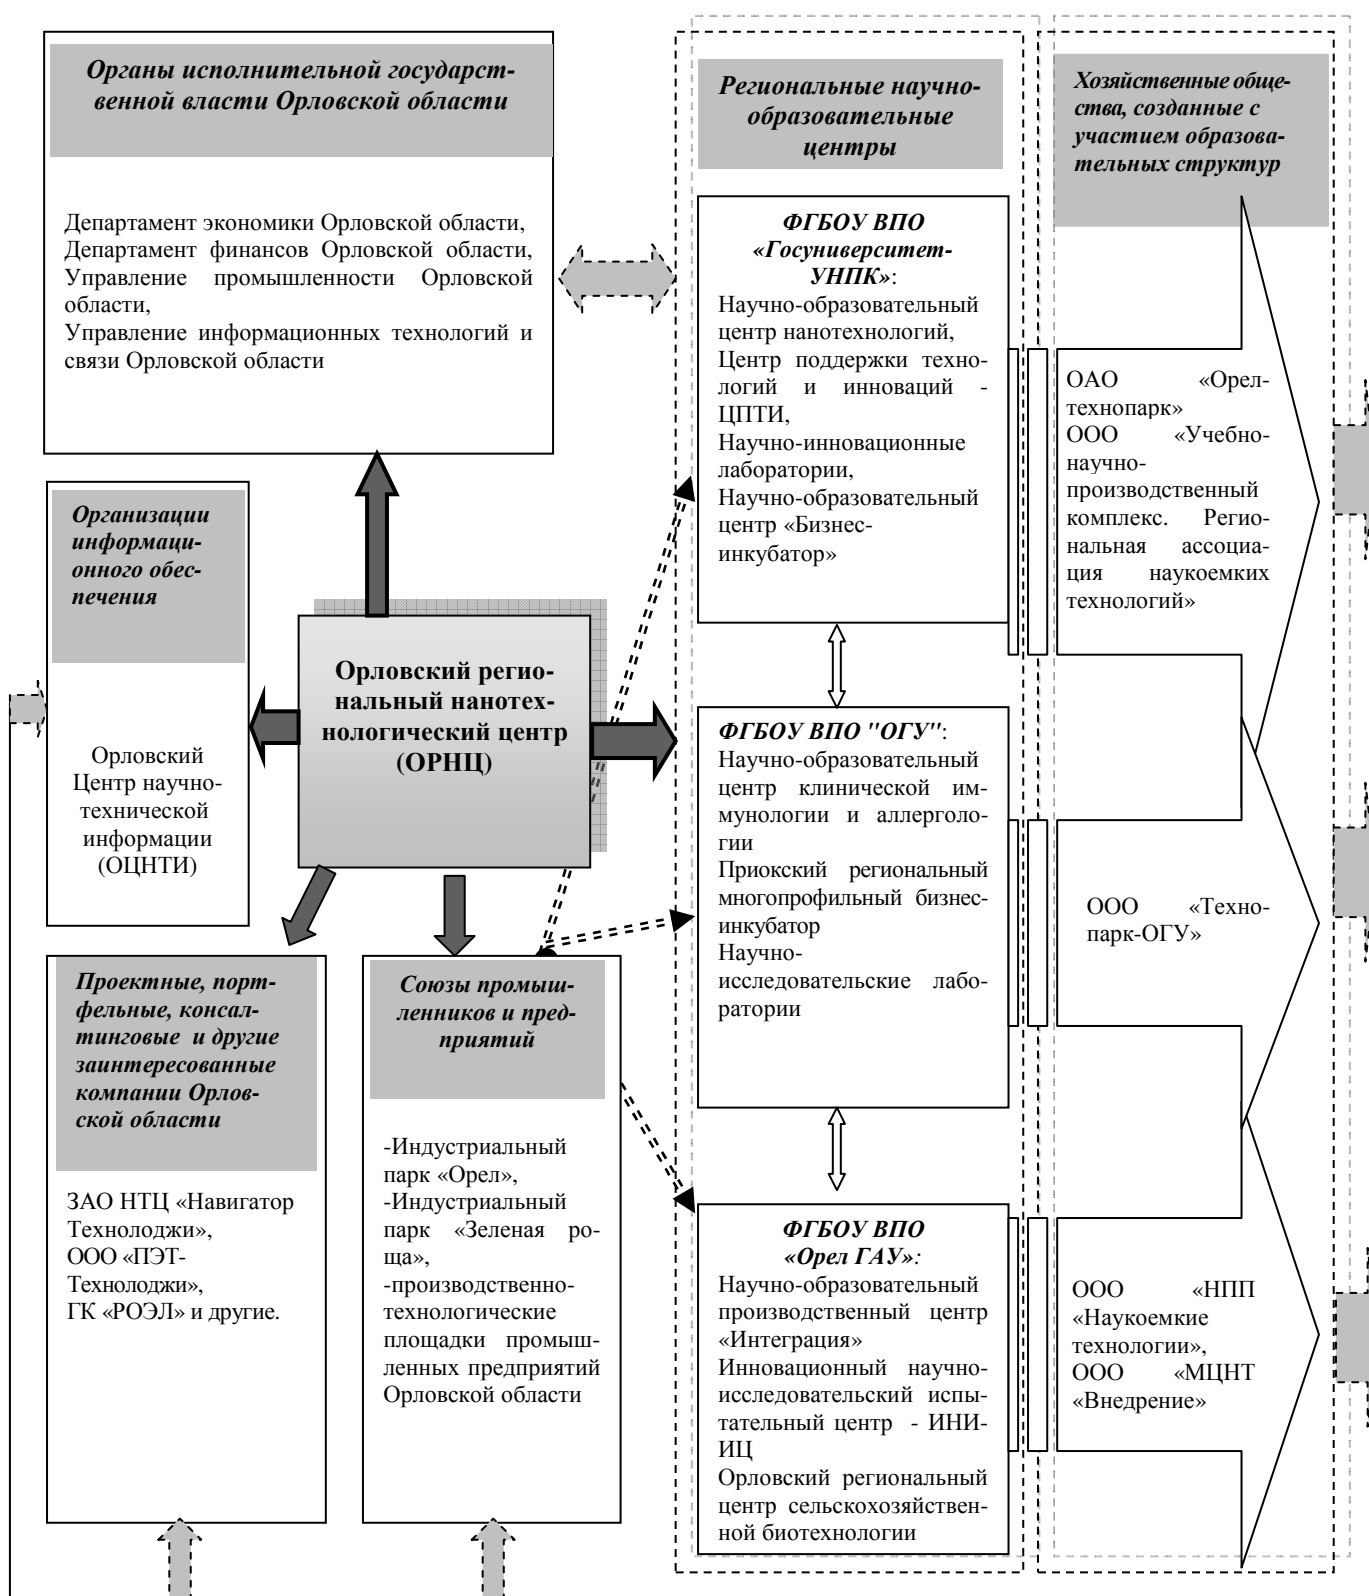 Органы исполнительной государст-
венной власти Орловской области
Департамент экономики Орловской области,
Департамент финансов Орловской области,
Управление промышленности Орловской
области,
Управление информационных технологий и
связи Орловской области
Организации
информаци-
онного обес-
печения
Орловский
Центр научно-
технической
информации
(ОЦНТИ)
Орловский регио-
нальный нанотех-
нологический центр
(ОРНЦ)
Проектные, порт-
фельные, консал-
тинговые и другие
заинтересованные
компании Орлов-
ской области
ЗАО НТЦ «Навигатор
Технолоджи»,
ООО «ПЭТ-
Технолоджи»,
ГК «РОЭЛ» и другие.
Союзы промыш-
ленников и пред-
приятий
-Индустриальный
парк «Орел»,
-Индустриальный
парк «Зеленая ро-
ща»,
-производственно-
технологические
площадки промыш-
ленных предприятий
Орловской области
Региональные научно-
образовательные
центры
ФГБОУ ВПО
«Госуниверситет-
УНПК»:
Научно-образовательный
центр нанотехнологий,
Центр поддержки техно-
логий и инноваций -
ЦПТИ,
Научно-инновационные
лаборатории,
Научно-образовательный
центр «Бизнес-
инкубатор»
ФГБОУ ВПО "ОГУ":
Научно-образовательный
центр клинической им-
мунологии и аллерголо-
гии
Приокский региональный
многопрофильный бизнес-
инкубатор
Научно-
исследовательские лабо-
ратории
ФГБОУ ВПО
«Орел ГАУ»:
Научно-образовательный
производственный центр
«Интеграция»
Инновационный научно-
исследовательский испы-
тательный центр - ИНИ-
ИЦ
Орловский региональный
центр сельскохозяйствен-
ной биотехнологии
Хозяйственные обще-
ства, созданные с
участием образова-
тельных структур
ОАО «Орел-
технопарк»
ООО «Учебно-
научно-
производственный
комплекс. Регио-
нальная ассоциа-
ция наукоемких
технологий»
ООО «Техно-
парк-ОГУ»
ООО «НПП
«Наукоемкие
технологии»,
ООО «МЦНТ
«Внедрение»